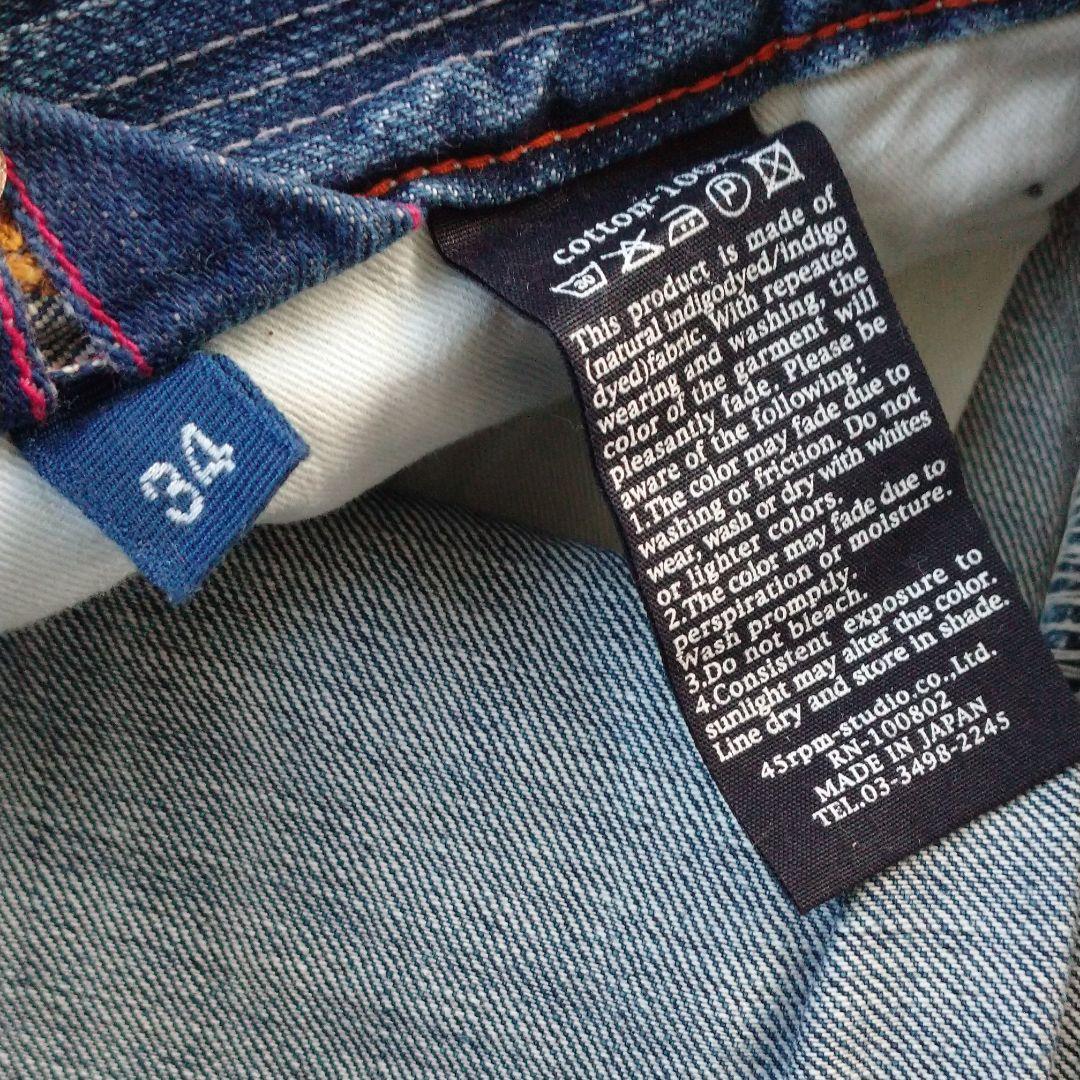 34
30
P
This product is made of
(natural indigodyed/indigo
dyed)fabric. With repeated
wearing and washing, the
color of the garment will
pleasantly fade. Please be
aware of the following:
1.The color may fade due to
washing or friction. Do not
wear, wash or dry with whites
or lighter colors.
2.The color may fade due to
perspiration or moisture.
Wash promptly.
3.Do not bleach.
4.Consistent exposure to
sunlight may alter the color.
Line dry and store in shade.
45rpm-studio.co.,Ltd.
RN-100802
MADE IN JAPAN
TEL.03-3498-2245